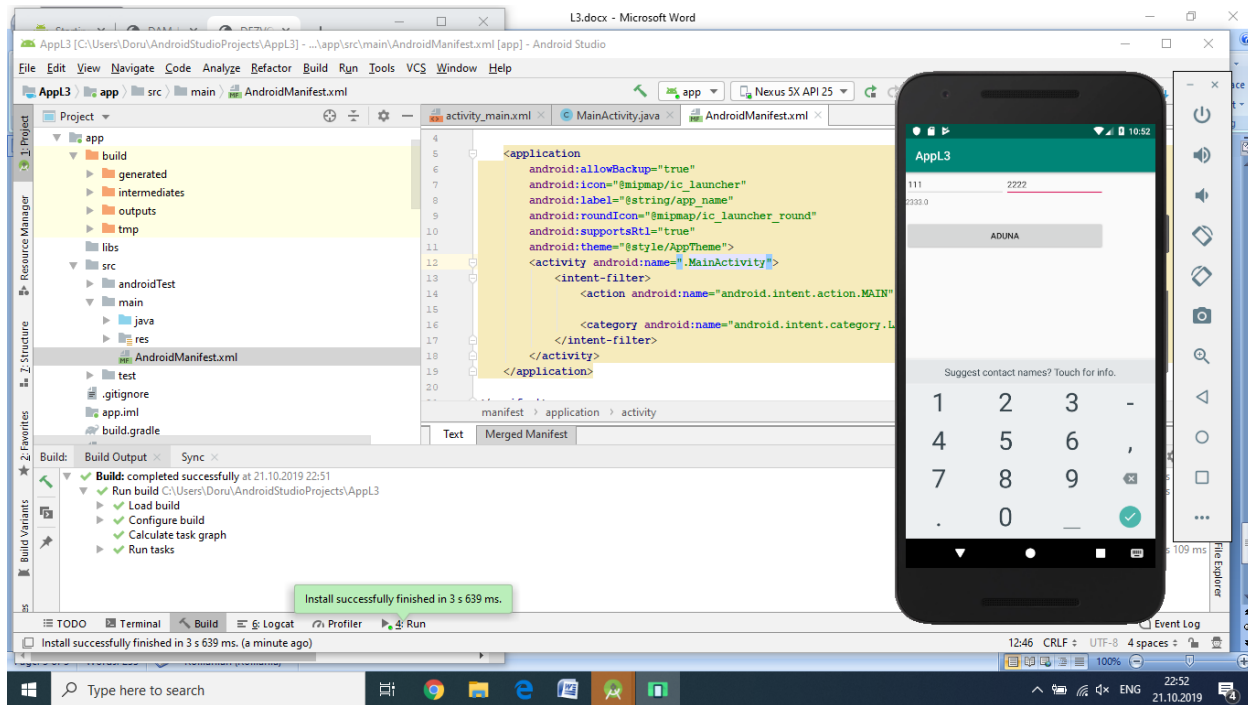 L3.docx - Microsoft Word
AppL3 [C:\Users\Doru\AndroidStudioProjects\AppL3] - ...\app\src\main\AndroidManifest.xml [app] - Android Studio
File Edit View Navigate Code Analyze Refactor Build Run Tools VCS Window Help
AppL3 app src main AndroidManifest.xml
app Nexus 5X API 25
Project
activity_main.xml MainActivity.java AndroidManifest.xml
1: Project
Resource Manager
Z: Structure
2: Favorites
Build Variants
app
build
generated
intermediates
outputs
tmp
libs
src
androidTest
main
java
res
AndroidManifest.xml
test
.gitignore
app.iml
build.gradle
4
5 <application
6 android:allowBackup="true"
7 android:icon="@mipmap/ic_launcher"
8 android:label="@string/app_name"
9 android:roundIcon="@mipmap/ic_launcher_round"
10 android:supportsRtl="true"
11 android:theme="@style/AppTheme">
12 <activity android:name=".MainActivity">
13 <intent-filter>
14 <action android:name="android.intent.action.MAIN"
15
16 <category android:name="android.intent.category.L
17 </intent-filter>
18 </activity>
19 </application>
20
manifest › application › activity
Text Merged Manifest
10:52
AppL3
111 2222
2333.0
ADUNA
Suggest contact names? Touch for info.
1 2 3 -
4 5 6 ,
7 8 9
. 0 _
Build: Build Output Sync
Build: completed successfully at 21.10.2019 22:51
Run build C:\Users\Doru\AndroidStudioProjects\AppL3
Load build
Configure build
Calculate task graph
Run tasks
s 109 ms
File Explorer
Install successfully finished in 3 s 639 ms.
TODO Terminal Build 6: Logcat Profiler 4: Run Event Log
Install successfully finished in 3 s 639 ms. (a minute ago)
12:46 CRLF UTF-8 4 spaces
100%
Type here to search
ENG
22:52
21.10.2019
4